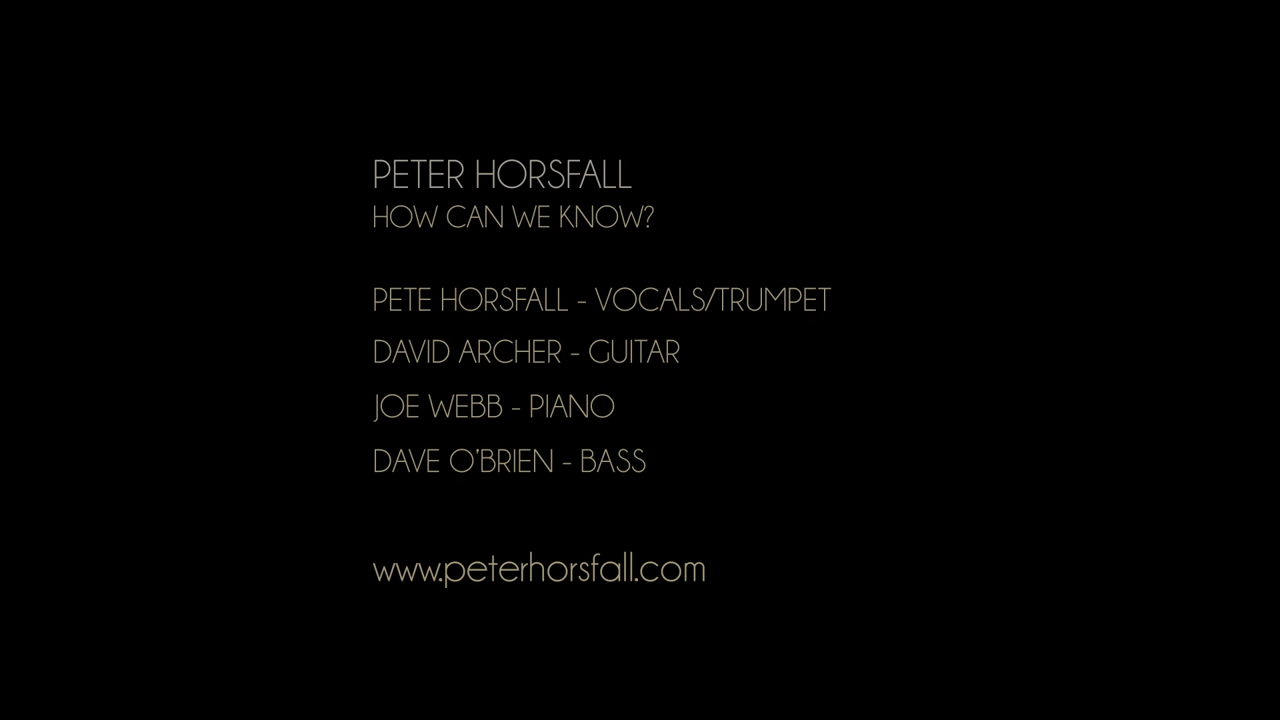 PETER HORSFALL
HOW CAN WE KNOW?
PETE HORSFALL - VOCALS/TRUMPET
DAVID ARCHER - GUITAR
JOE WEBB - PIANO
DAVE O'BRIEN - BASS
www.peterhorsfall.com